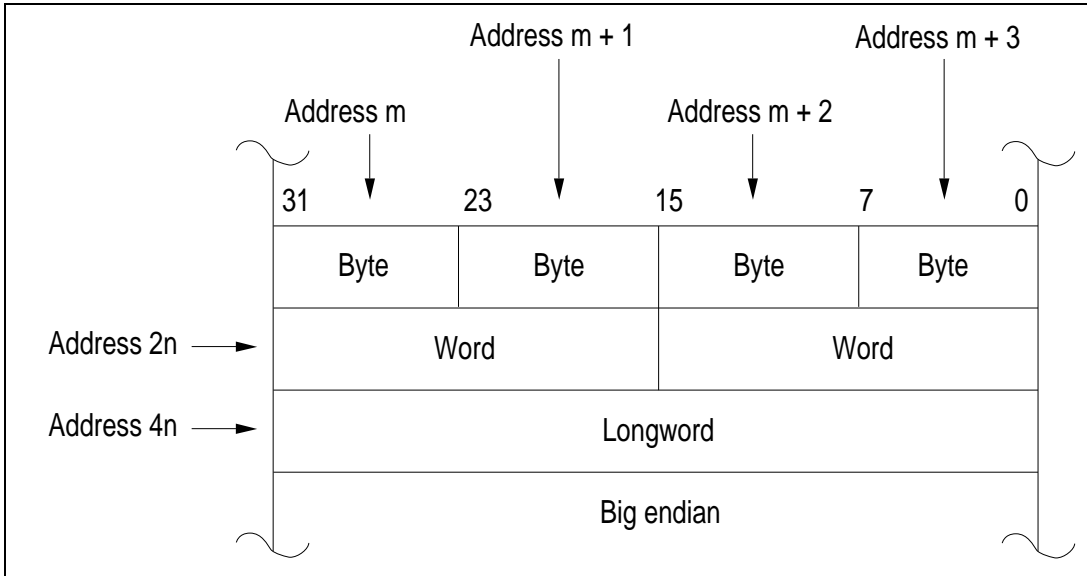 Address m + 1
Address m + 3
Address m
Address m + 2
31 23 15 7 0
Byte Byte Byte Byte
Address 2n
Word Word
Address 4n
Longword
Big endian